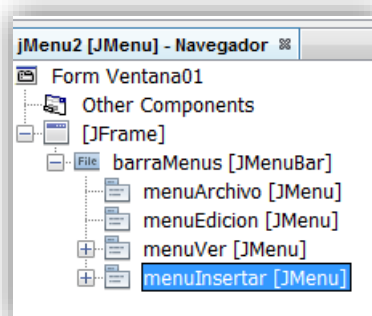 jMenu2 [JMenu] - Navegador
Form Ventana01
Other Components
[JFrame]
File barraMenus [JMenuBar]
menuArchivo [JMenu]
menuEdicion [JMenu]
menuVer [JMenu]
menuInsertar [JMenu]